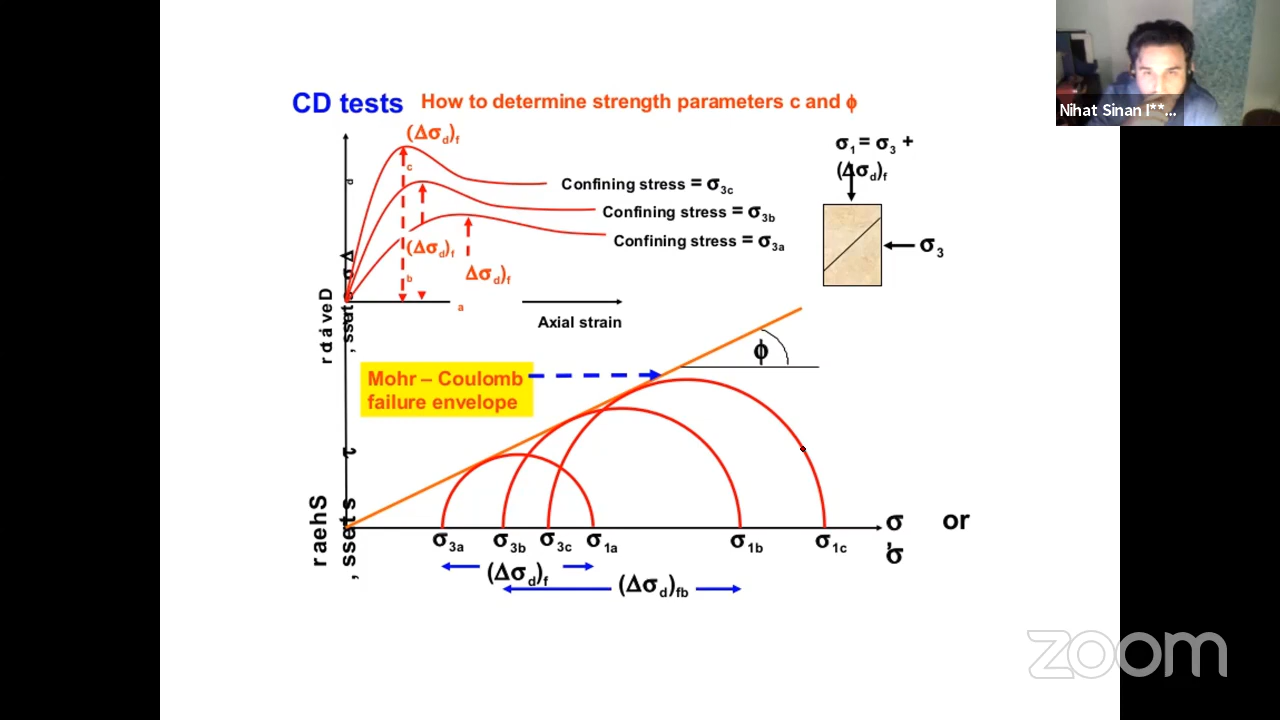 Nihat Sinan I**...
CD tests How to determine strength parameters c and ϕ
(Δσd)f
c
σ1 = σ3 +
(Δσd)f
Confining stress = σ3c
Confining stress = σ3b
Confining stress = σ3a
σ3
(Δσd)f
b
Δσd)f
a
Axial strain
ϕ
Mohr – Coulomb
failure envelope
τ
σ or
σ'
σ3a σ3b σ3c σ1a σ1b σ1c
(Δσd)f
(Δσd)fb
zoom